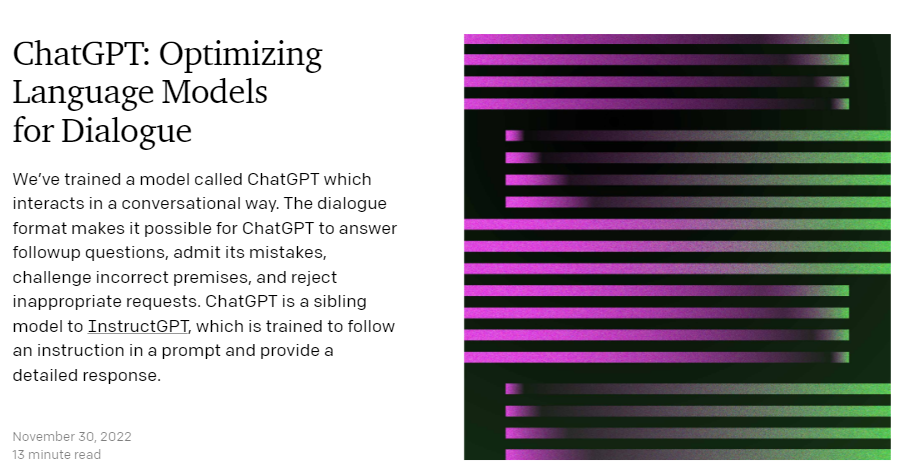 ChatGPT: Optimizing
Language Models
for Dialogue
We’ve trained a model called ChatGPT which
interacts in a conversational way. The dialogue
format makes it possible for ChatGPT to answer
followup questions, admit its mistakes,
challenge incorrect premises, and reject
inappropriate requests. ChatGPT is a sibling
model to InstructGPT, which is trained to follow
an instruction in a prompt and provide a
detailed response.
November 30, 2022
13 minute read